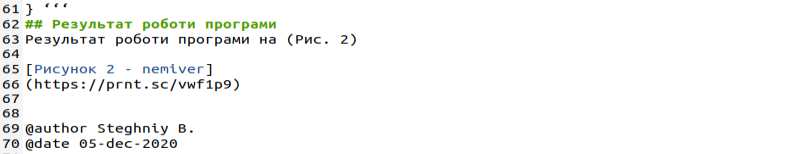 61 } ‘‘‘
62 ## Результат роботи програми
63 Результат роботи програми на (Рис. 2)
64
65 [Рисунок 2 - nemiver]
66 (https://prnt.sc/vwf1p9)
67
68
69 @author Steghniy B.
70 @date 05-dec-2020